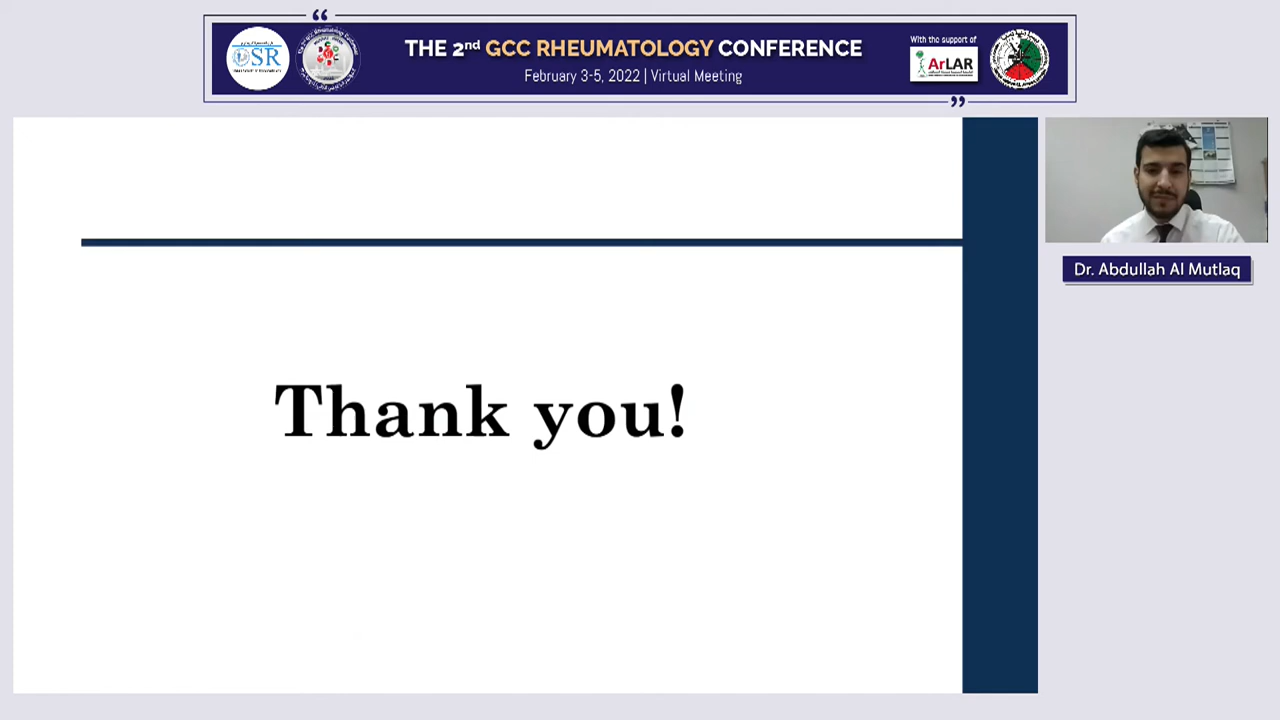 THE 2nd GCC RHEUMATOLOGY CONFERENCE
February 3-5, 2022 | Virtual Meeting
With the support of
OSR
ArLAR
Dr. Abdullah Al Mutlaq
Thank you!